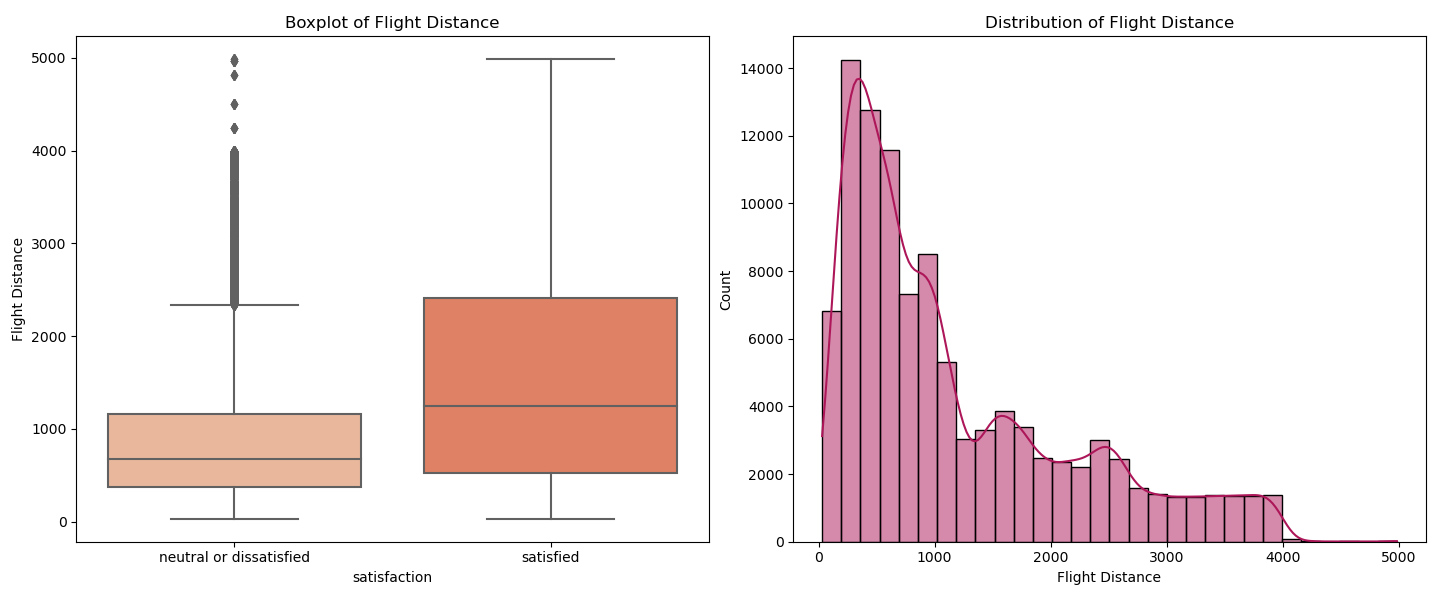 Boxplot of Flight Distance
5000
4000
3000
2000
1000
0
Flight Distance
neutral or dissatisfied
satisfied
satisfaction
Distribution of Flight Distance
14000
12000
10000
8000
6000
4000
2000
0
Count
0
1000
2000
3000
4000
5000
Flight Distance